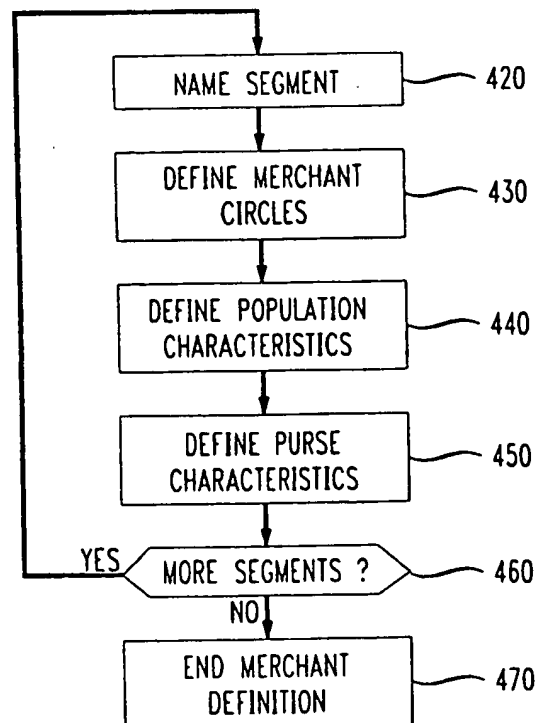 NAME SEGMENT
420
DEFINE MERCHANT
CIRCLES
430
DEFINE POPULATION
CHARACTERISTICS
440
DEFINE PURSE
CHARACTERISTICS
450
YES
MORE SEGMENTS ?
460
NO
END MERCHANT
DEFINITION
470